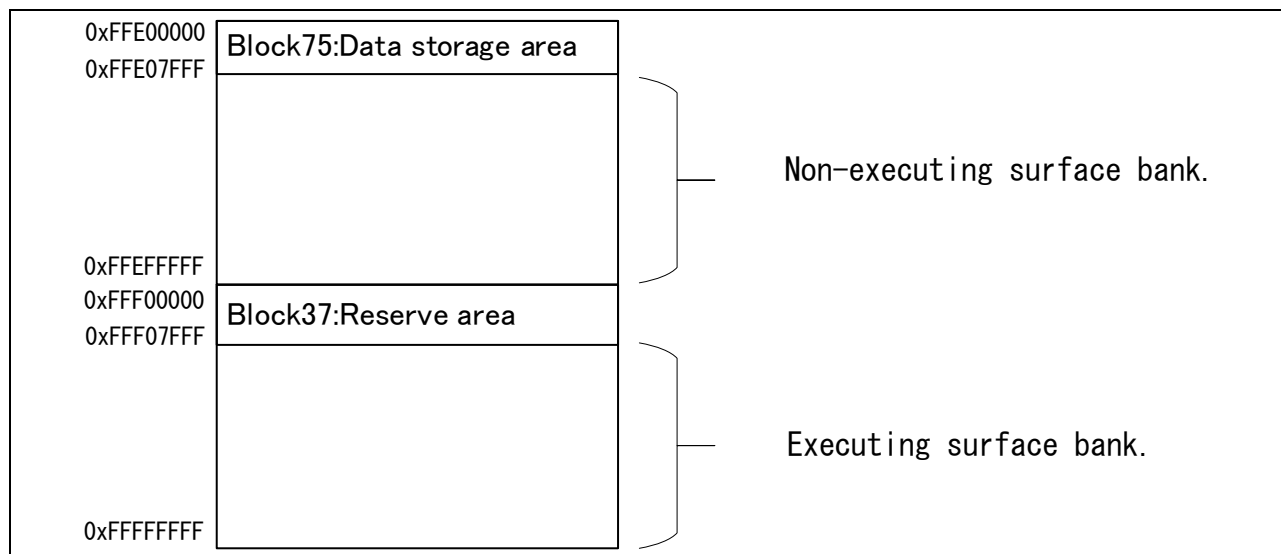 0xFFE00000
Block75:Data storage area
0xFFE07FFF
Non-executing surface bank.
0xFFEFFFFF
0xFFF00000
Block37:Reserve area
0xFFF07FFF
Executing surface bank.
0xFFFFFFFF